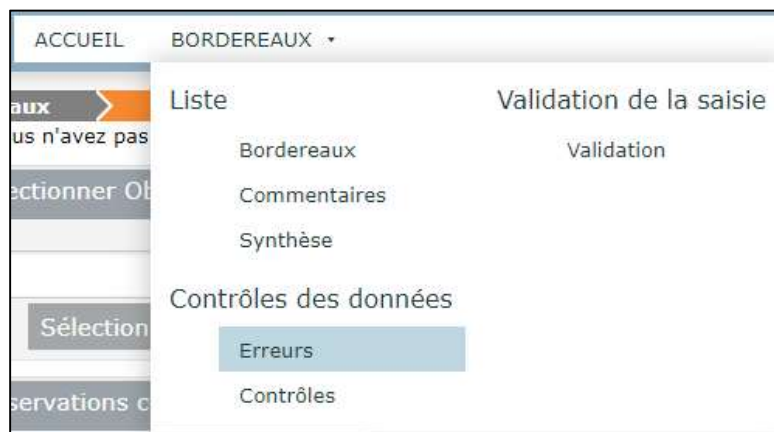 ACCUEIL BORDEREAUX
aux
us n'avez pas
Liste
Bordereaux
Commentaires
Synthèse
Contrôles des données
Erreurs
Contrôles
Validation de la saisie
Validation
ectionner Ob
Sélection
servations c